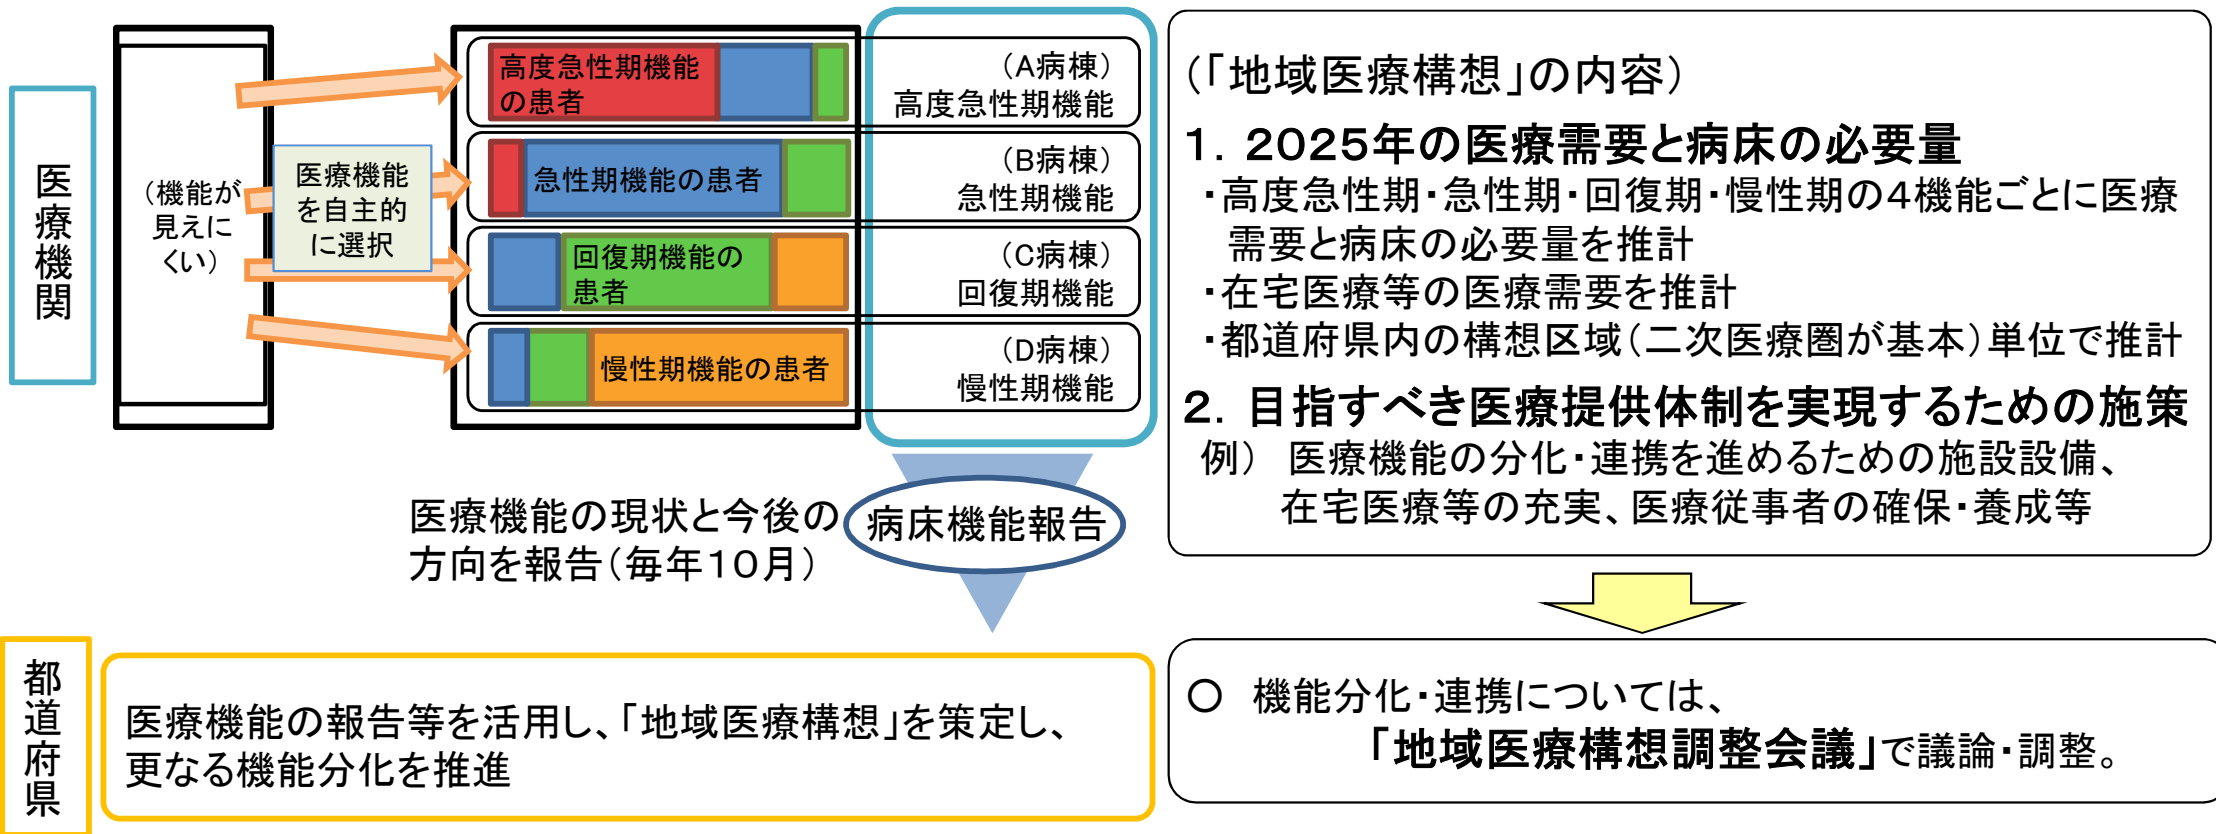 医療機関
(機能が
見えに
くい)
医療機能
を自主的
に選択
高度急性期機能
の患者
(A病棟)
高度急性期機能
急性期機能の患者
(B病棟)
急性期機能
回復期機能の
患者
(C病棟)
回復期機能
慢性期機能の患者
(D病棟)
慢性期機能
医療機能の現状と今後の
方向を報告(毎年10月)
病床機能報告
都道府県
医療機能の報告等を活用し、「地域医療構想」を策定し、
更なる機能分化を推進
(「地域医療構想」の内容)
1. 2025年の医療需要と病床の必要量
・高度急性期・急性期・回復期・慢性期の4機能ごとに医療
需要と病床の必要量を推計
・在宅医療等の医療需要を推計
・都道府県内の構想区域(二次医療圏が基本)単位で推計
2. 目指すべき医療提供体制を実現するための施策
例) 医療機能の分化・連携を進めるための施設設備、
在宅医療等の充実、医療従事者の確保・養成等
○ 機能分化・連携については、
「地域医療構想調整会議」で議論・調整。